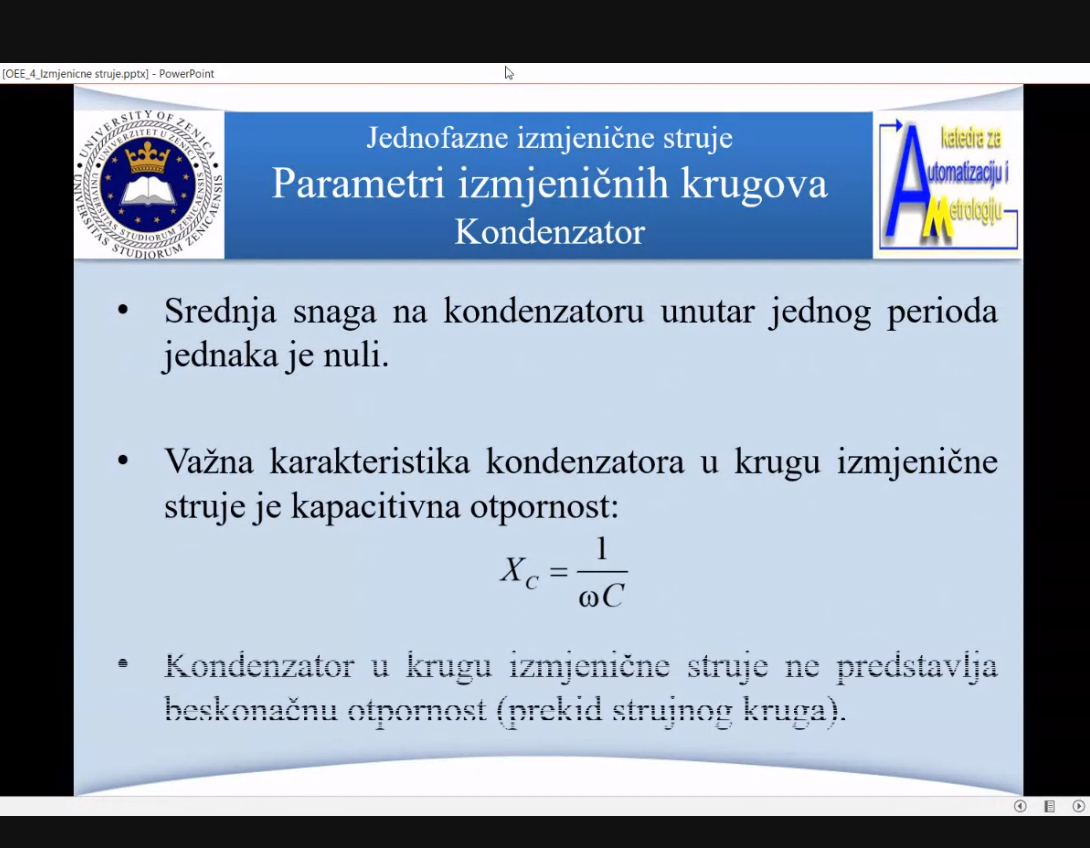 [OEE_4_Izmjenicne struje.pptx] - PowerPoint
UNIVERSITY OF ZENICA
UNIVERZITET U ZENICI
UNIVERSITAS STUDIORUM ZENICAENSIS
Jednofazne izmjenične struje
Parametri izmjeničnih krugova
Kondenzator
katedra za
Automatizaciju i
Metrologiju
• Srednja snaga na kondenzatoru unutar jednog perioda
jednaka je nuli.
• Važna karakteristika kondenzatora u krugu izmjenične
struje je kapacitivna otpornost:
X_C = 1/ωC
• Kondenzator u krugu izmjenične struje ne predstavlja
beskonačnu otpornost (prekid strujnog kruga).